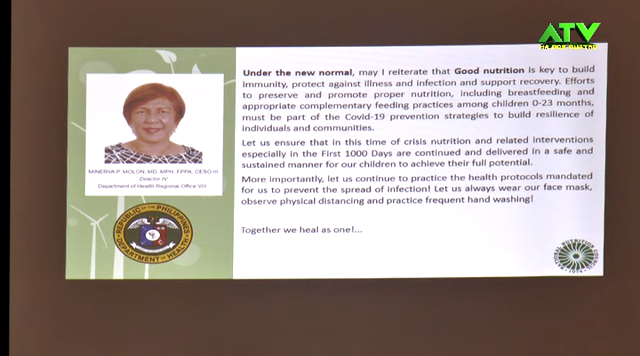 ATV
Under the new normal, may I reiterate that Good nutrition is key to build
immunity, protect against illness and infection and support recovery. Efforts
to preserve and promote proper nutrition, including breastfeeding and
appropriate complementary feeding practices among children 0-23 months,
must be part of the Covid-19 prevention strategies to build resilience of
individuals and communities.
Let us ensure that in this time of crisis nutrition and related interventions
especially in the First 1000 Days are continued and delivered in a safe and
sustained manner for our children to achieve their full potential.
More importantly, let us continue to practice the health protocols mandated
for us to prevent the spread of infection! Let us always wear our face mask,
observe physical distancing and practice frequent hand washing!
Together we heal as one!...
MINERVA P. MOLON, MD, MPH, FPPA, CESO III
Director IV
Department of Health Regional Office VIII
REPUBLIC OF THE PHILIPPINES
DEPARTMENT OF HEALTH
NATIONAL NUTRITION COUNCIL
1974